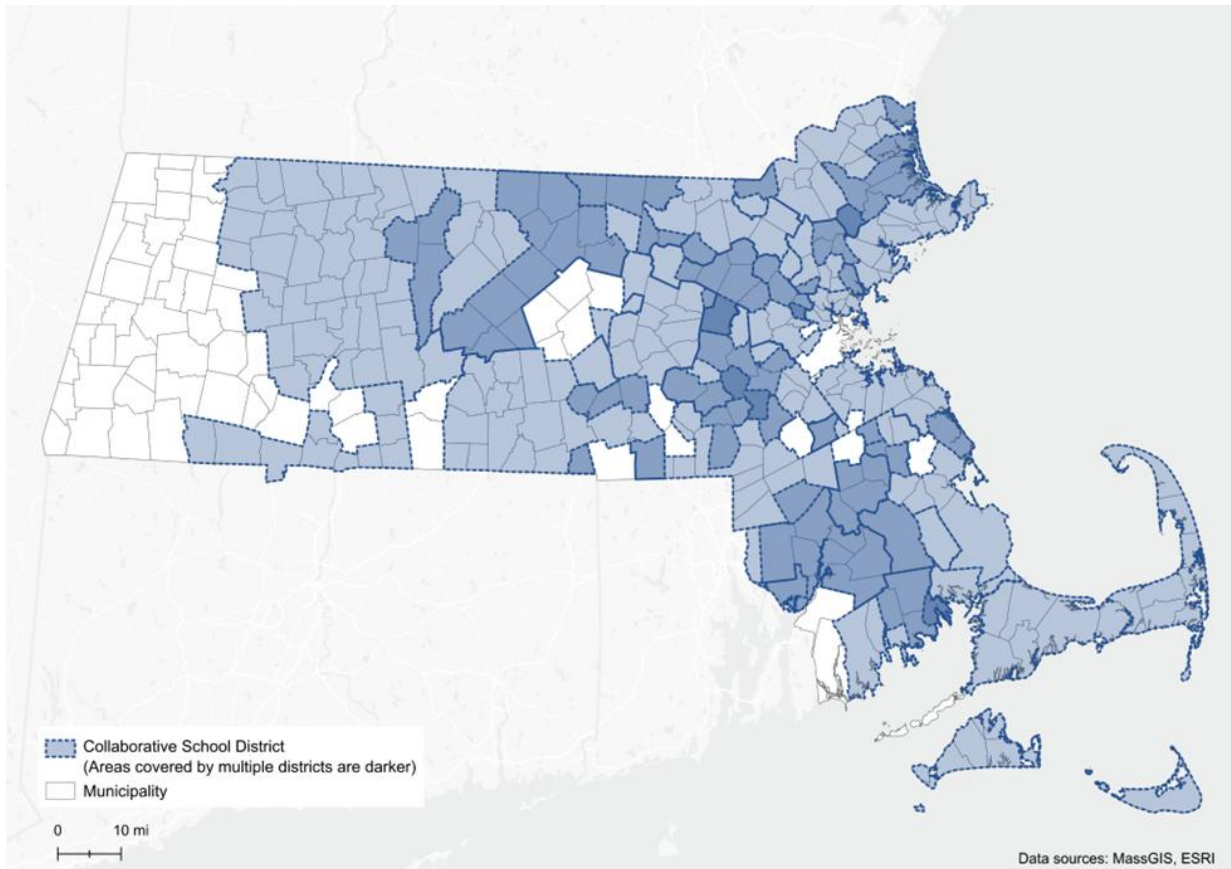 Collaborative School District
(Areas covered by multiple districts are darker)
Municipality
0 10 mi
Data sources: MassGIS, ESRI